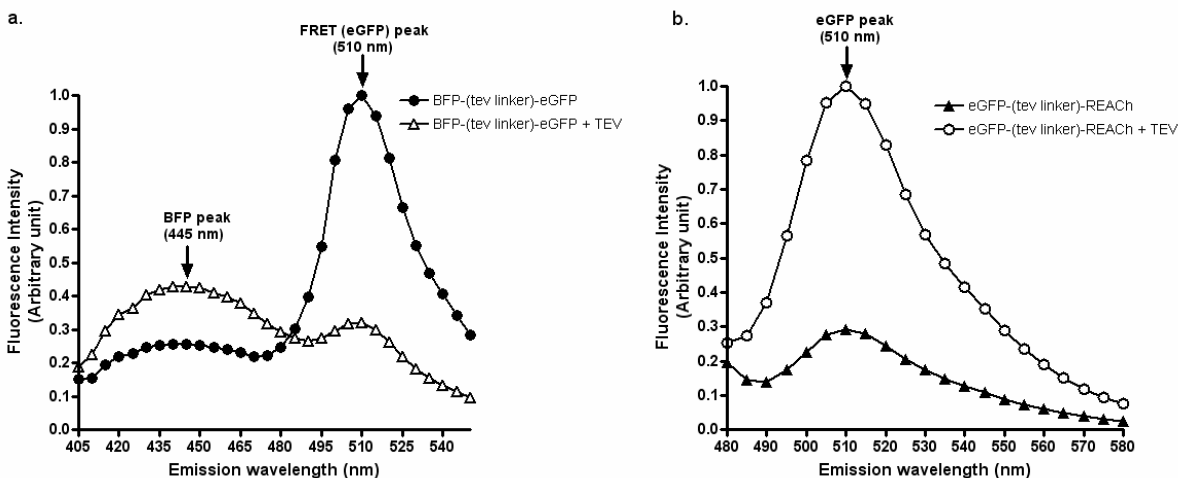 a.
FRET (eGFP) peak
(510 nm)
BFP-(tev linker)-eGFP
BFP-(tev linker)-eGFP + TEV
BFP peak
(445 nm)
Fluorescence Intensity
(Arbitrary unit)
1.0
0.9
0.8
0.7
0.6
0.5
0.4
0.3
0.2
0.1
0.0
405 420 435 450 465 480 495 510 525 540
Emission wavelength (nm)
b.
eGFP peak
(510 nm)
eGFP-(tev linker)-REACh
eGFP-(tev linker)-REACh + TEV
Fluorescence Intensity
(Arbitrary unit)
1.0
0.9
0.8
0.7
0.6
0.5
0.4
0.3
0.2
0.1
0.0
480 490 500 510 520 530 540 550 560 570 580
Emission wavelength (nm)